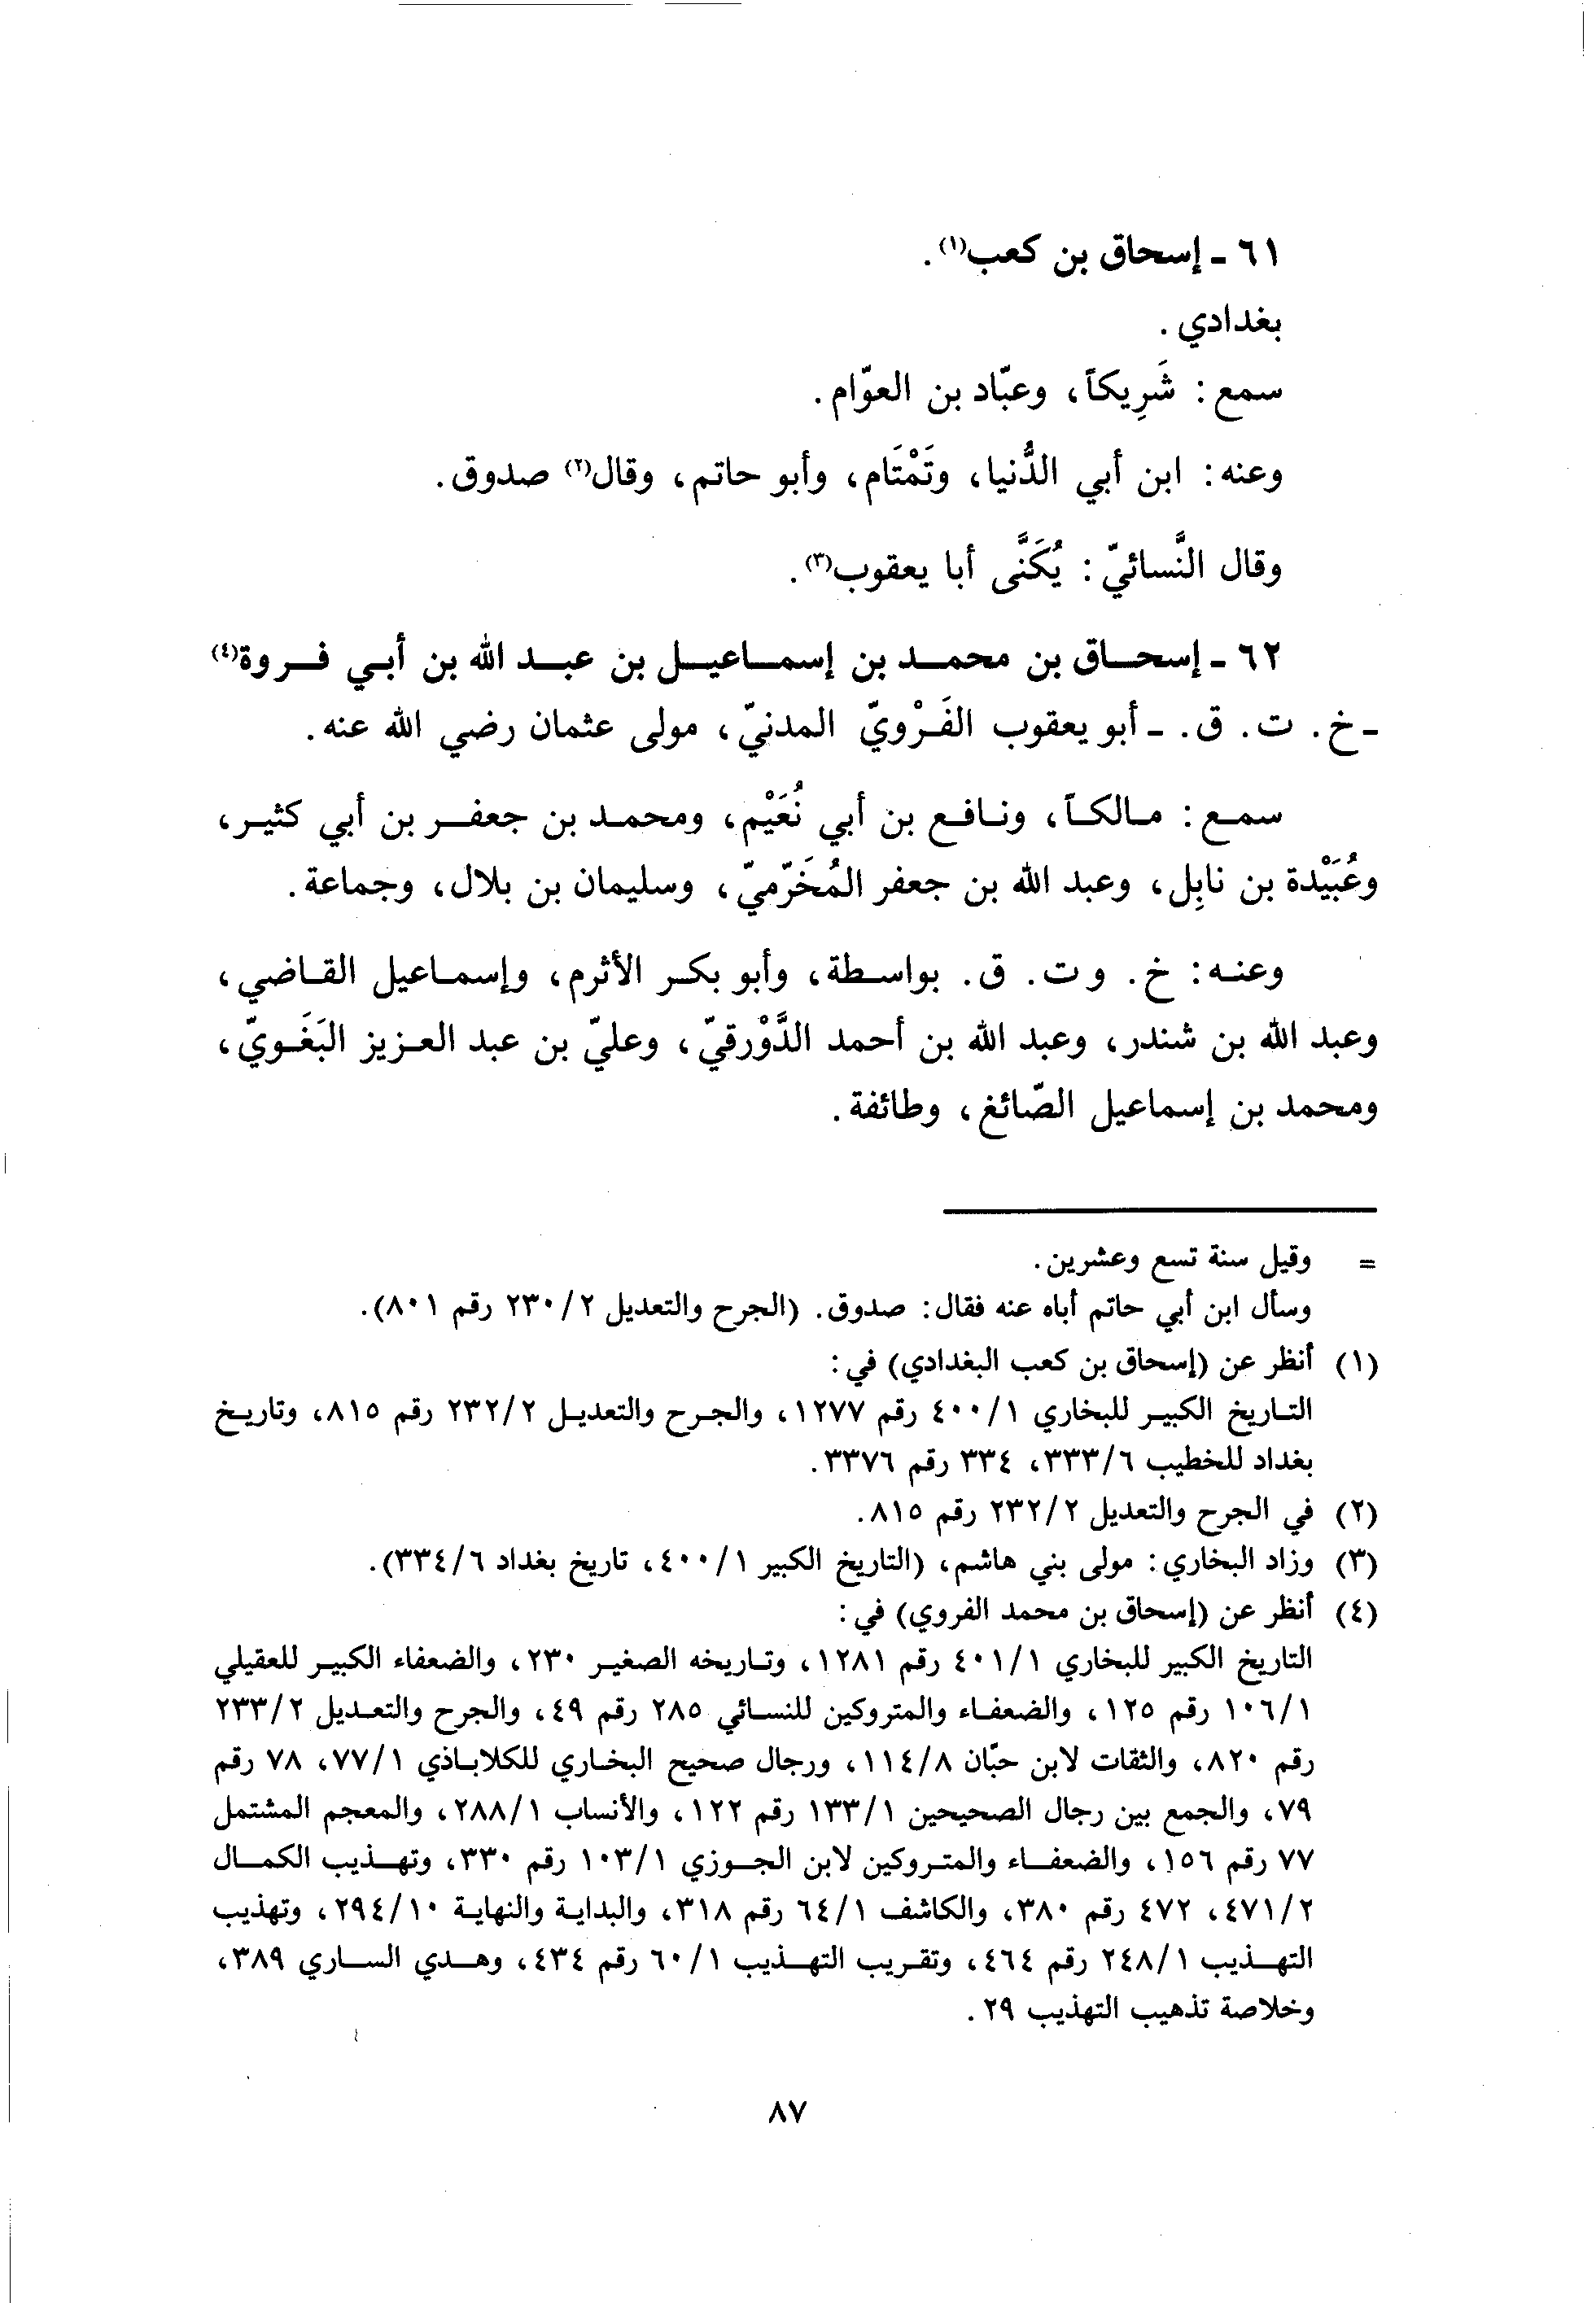 ٦١ - إسحاق بن كعب(١).
بغدادي.
سمع: شَرِيكاً، وعبّاد بن العوّام.
وعنه: ابن أبي الدُّنيا، وتَمْتَام، وأبو حاتم، وقال(٢) صدوق.
وقال النَّسائيّ: يُكَنَّى أبا يعقوب(٣).
٦٢ - إسحاق بن محمد بن إسماعيل بن عبد الله بن أبي فروة(٤)
- خ. ت. ق. - أبو يعقوب الفَرْويّ المدنيّ، مولى عثمان رضي الله عنه.
سمع: مالكاً، ونافع بن أبي نُعَيْم، ومحمد بن جعفر بن أبي كثير،
وعُبَيْدة بن نابِل، وعبد الله بن جعفر المُخَرّميّ، وسليمان بن بلال، وجماعة.
وعنه: خ. وت. ق. بواسطة، وأبو بكر الأثرم، وإسماعيل القاضي،
وعبد الله بن شندر، وعبد الله بن أحمد الدَّوْرقيّ، وعليّ بن عبد العزيز البَغَويّ،
ومحمد بن إسماعيل الصّائغ، وطائفة.
= وقيل سنة تسع وعشرين.
وسأل ابن أبي حاتم أباه عنه فقال: صدوق. (الجرح والتعديل ٢/ ٢٣٠ رقم ٨٠١).
(١) أنظر عن (إسحاق بن كعب البغدادي) في:
التاريخ الكبير للبخاري ١/ ٤٠٠ رقم ١٢٧٧، والجرح والتعديل ٢/ ٢٣٢ رقم ٨١٥، وتاريخ
بغداد للخطيب ٦/ ٣٣٣، ٣٣٤ رقم ٣٣٧٦.
(٢) في الجرح والتعديل ٢/ ٢٣٢ رقم ٨١٥.
(٣) وزاد البخاري: مولى بني هاشم، (التاريخ الكبير ١/ ٤٠٠، تاريخ بغداد ٦/ ٣٣٤).
(٤) أنظر عن (إسحاق بن محمد الفروي) في:
التاريخ الكبير للبخاري ١/ ٤٠١ رقم ١٢٨١، وتاريخه الصغير ٢٣٠، والضعفاء الكبير للعقيلي
١/ ١٠٦ رقم ١٢٥، والضعفاء والمتروكين للنسائي ٢٨٥ رقم ٤٩، والجرح والتعديل ٢/ ٢٣٣
رقم ٨٢٠، والثقات لابن حبّان ٨/ ١١٤، ورجال صحيح البخاري للكلاباذي ١/ ٧٧، ٧٨ رقم
٧٩، والجمع بين رجال الصحيحين ١/ ١٣٣ رقم ١٢٢، والأنساب ١/ ٢٨٨، والمعجم المشتمل
٧٧ رقم ١٥٦، والضعفاء والمتروكين لابن الجوزي ١/ ١٠٣ رقم ٣٣٠، وتهذيب الكمال
٢/ ٤٧١، ٤٧٢ رقم ٣٨٠، والكاشف ١/ ٦٤ رقم ٣١٨، والبداية والنهاية ١٠/ ٢٩٤، وتهذيب
التهذيب ١/ ٢٤٨ رقم ٤٦٤، وتقريب التهذيب ١/ ٦٠ رقم ٤٣٤، وهدي الساري ٣٨٩،
وخلاصة تذهيب التهذيب ٢٩.
٨٧